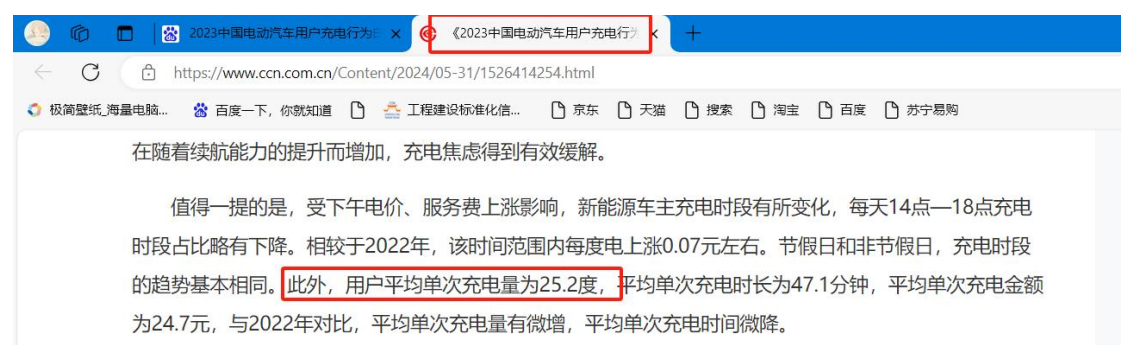 2023中国电动汽车用户充电行为 《2023中国电动汽车用户充电行为
https://www.ccn.com.cn/Content/2024/05-31/1526414254.html
极简壁纸_海量电脑... 百度一下，你就知道 工程建设标准化信... 京东 天猫 搜索 淘宝 百度 苏宁易购
在随着续航能力的提升而增加，充电焦虑得到有效缓解。
值得一提的是，受下午电价、服务费上涨影响，新能源车主充电时段有所变化，每天14点—18点充电
时段占比略有下降。相较于2022年，该时间范围内每度电上涨0.07元左右。节假日和非节假日，充电时段
的趋势基本相同。此外，用户平均单次充电量为25.2度，平均单次充电时长为47.1分钟，平均单次充电金额
为24.7元，与2022年对比，平均单次充电量有微增，平均单次充电时间微降。